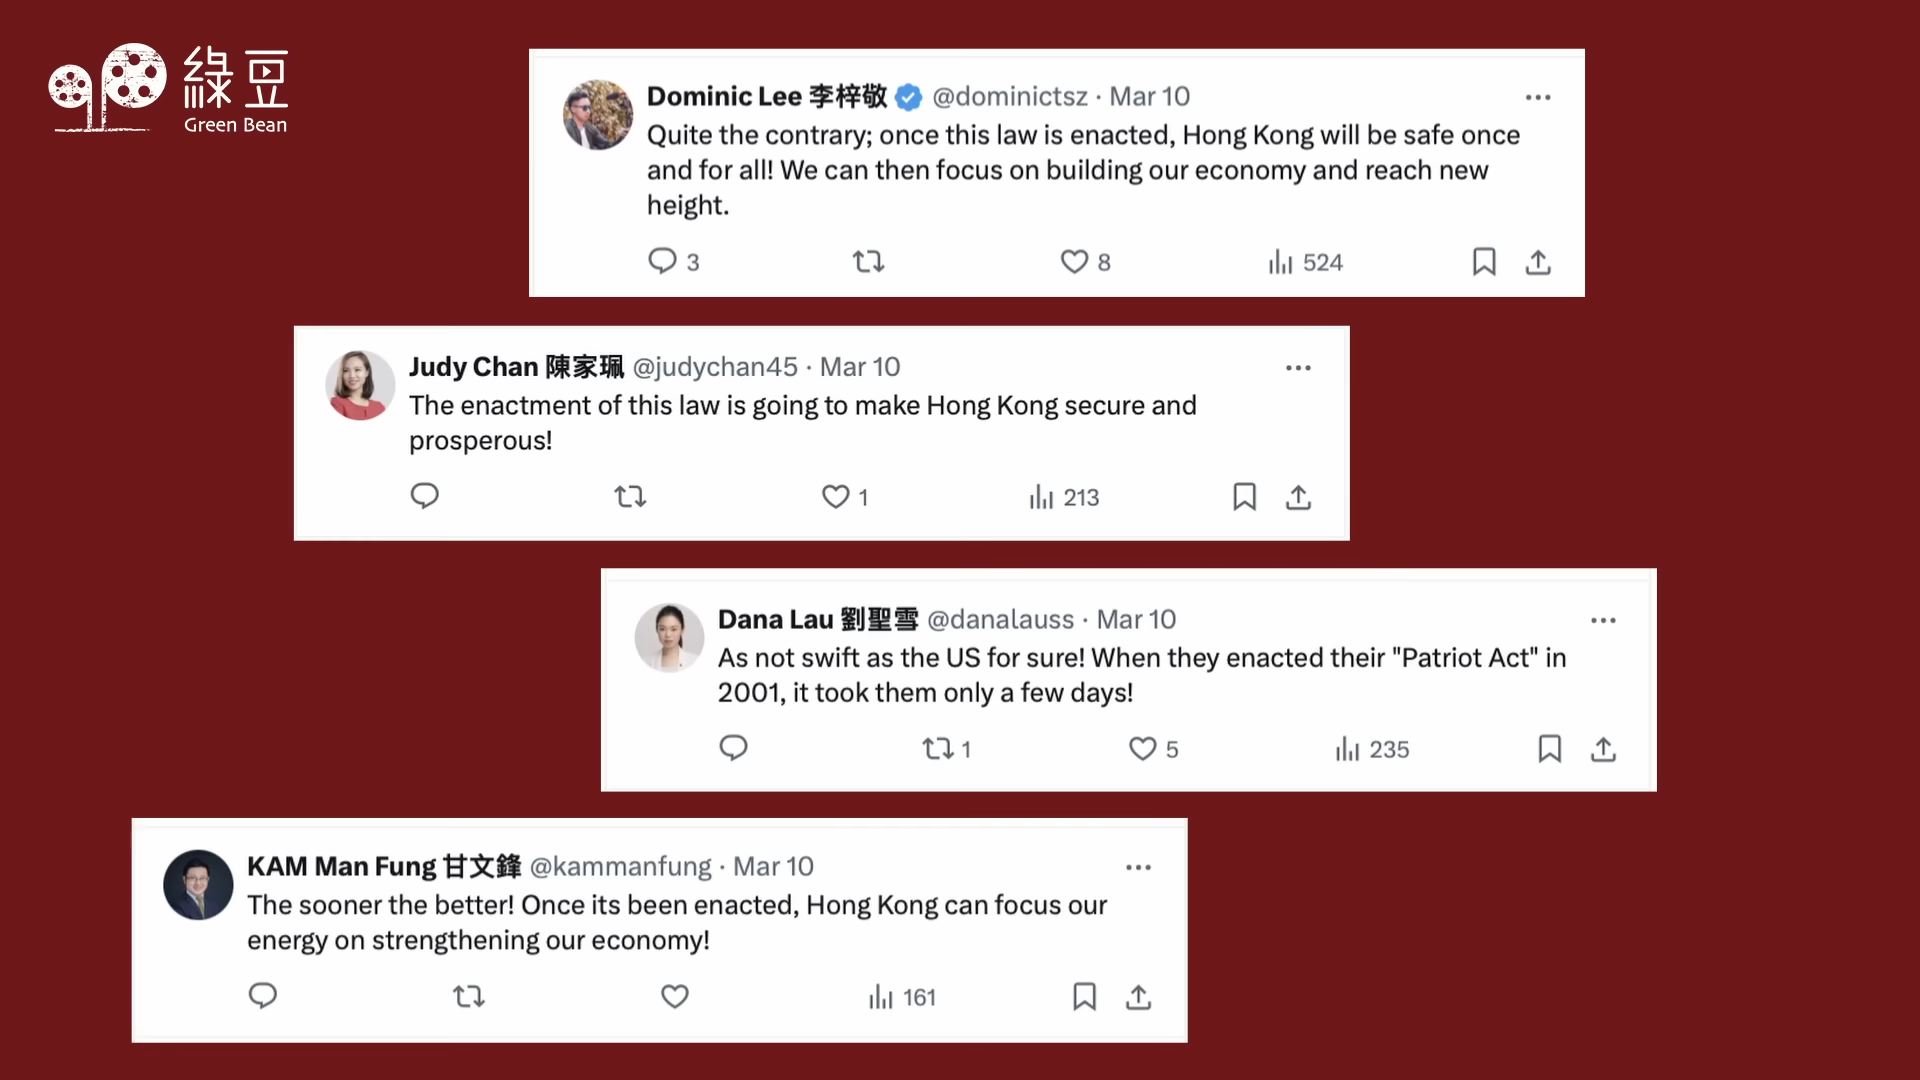 綠豆
Green Bean
Dominic Lee 李梓敬 @dominictsz · Mar 10
Quite the contrary; once this law is enacted, Hong Kong will be safe once
and for all! We can then focus on building our economy and reach new
height.
3 8 524
Judy Chan 陳家珮 @judychan45 · Mar 10
The enactment of this law is going to make Hong Kong secure and
prosperous!
1 213
Dana Lau 劉聖雪 @danalauss · Mar 10
As not swift as the US for sure! When they enacted their "Patriot Act" in
2001, it took them only a few days!
1 5 235
KAM Man Fung 甘文鋒 @kammanfung · Mar 10
The sooner the better! Once its been enacted, Hong Kong can focus our
energy on strengthening our economy!
161